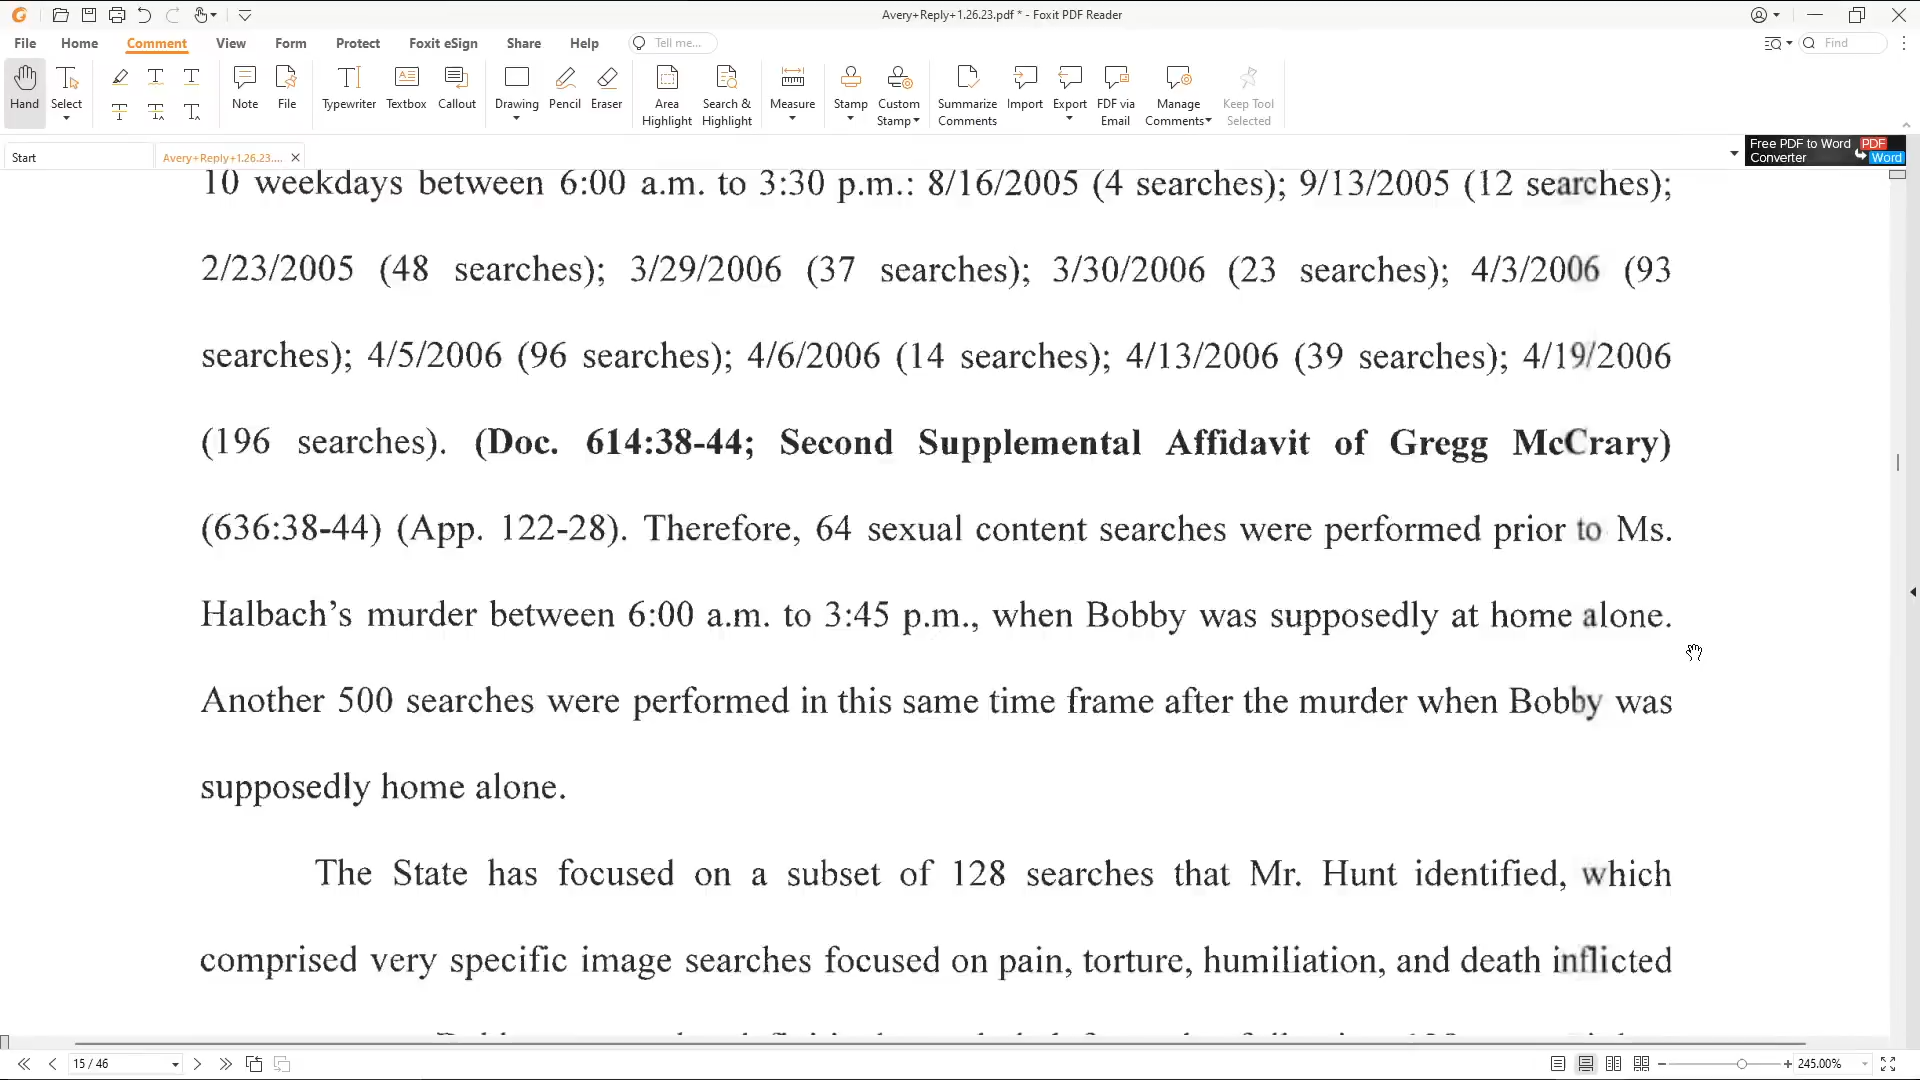 Avery+Reply+1.26.23.pdf * - Foxit PDF Reader
File Home Comment View Form Protect Foxit eSign Share Help Tell me... Find
Hand Select Note File Typewriter Textbox Callout Drawing Pencil Eraser Area Highlight Search & Highlight Measure Stamp Custom Stamp Summarize Comments Import Export FDF via Email Manage Comments Keep Tool Selected
Start Avery+Reply+1.26.23....
Free PDF to Word Converter PDF Word
10 weekdays between 6:00 a.m. to 3:30 p.m.: 8/16/2005 (4 searches); 9/13/2005 (12 searches);
2/23/2005 (48 searches); 3/29/2006 (37 searches); 3/30/2006 (23 searches); 4/3/2006 (93
searches); 4/5/2006 (96 searches); 4/6/2006 (14 searches); 4/13/2006 (39 searches); 4/19/2006
(196 searches). (Doc. 614:38-44; Second Supplemental Affidavit of Gregg McCrary)
(636:38-44) (App. 122-28). Therefore, 64 sexual content searches were performed prior to Ms.
Halbach’s murder between 6:00 a.m. to 3:45 p.m., when Bobby was supposedly at home alone.
Another 500 searches were performed in this same time frame after the murder when Bobby was
supposedly home alone.
The State has focused on a subset of 128 searches that Mr. Hunt identified, which
comprised very specific image searches focused on pain, torture, humiliation, and death inflicted
15 / 46 245.00%